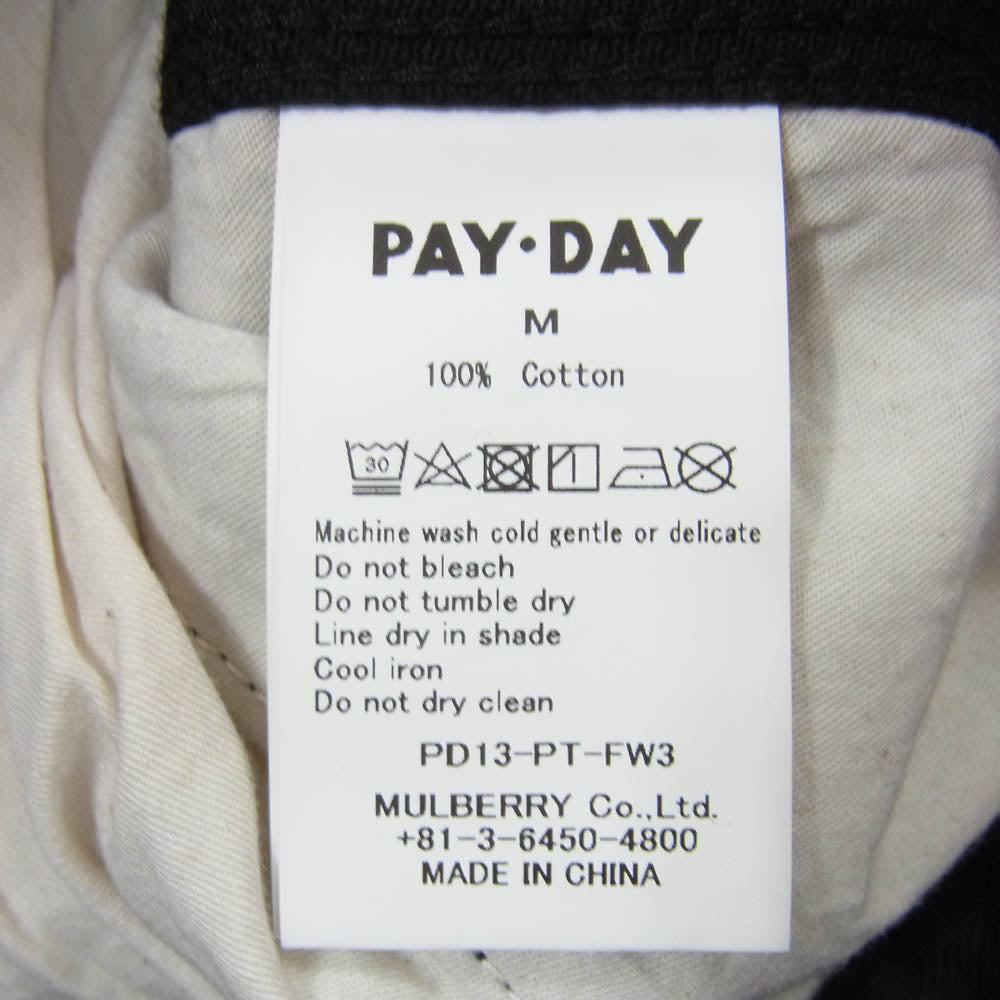 PAY·DAY
M
100% Cotton
30
Machine wash cold gentle or delicate
Do not bleach
Do not tumble dry
Line dry in shade
Cool iron
Do not dry clean
PD13-PT-FW3
MULBERRY Co.,Ltd.
+81-3-6450-4800
MADE IN CHINA